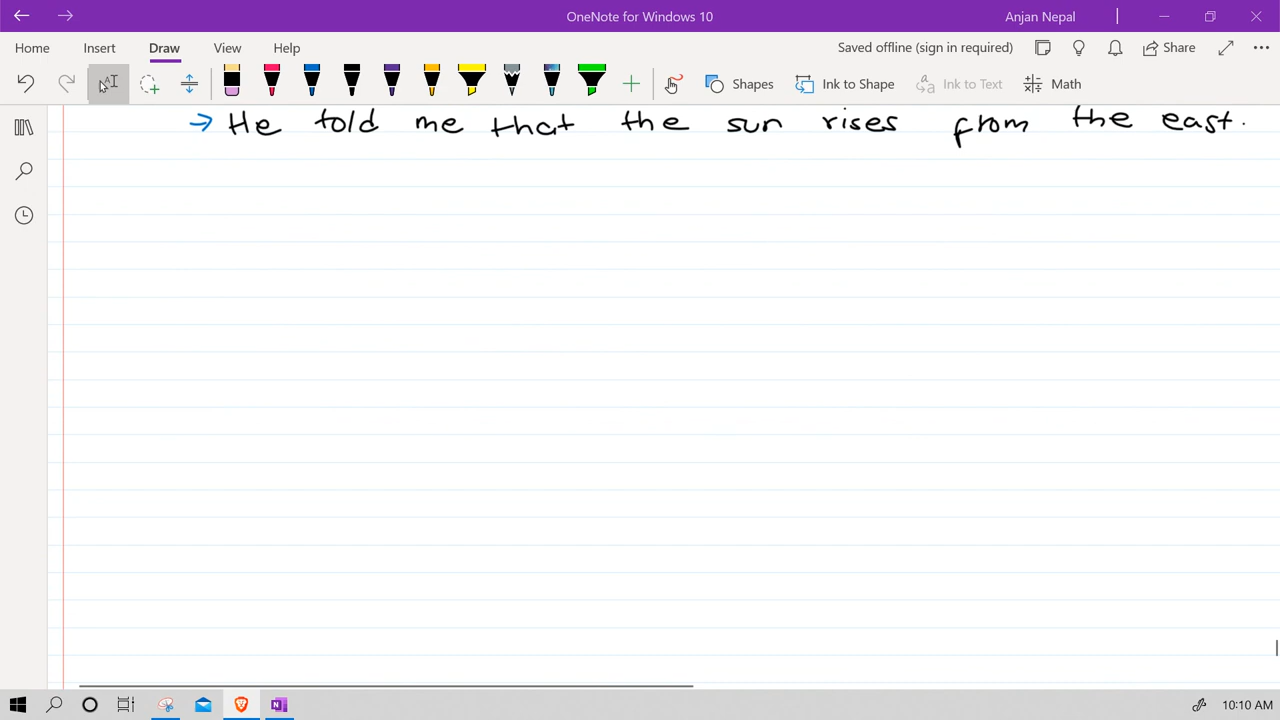 OneNote for Windows 10 Anjan Nepal
Home Insert Draw View Help Saved offline (sign in required) Share
Shapes Ink to Shape Ink to Text Math
→ He told me that the sun rises from the east.
10:10 AM